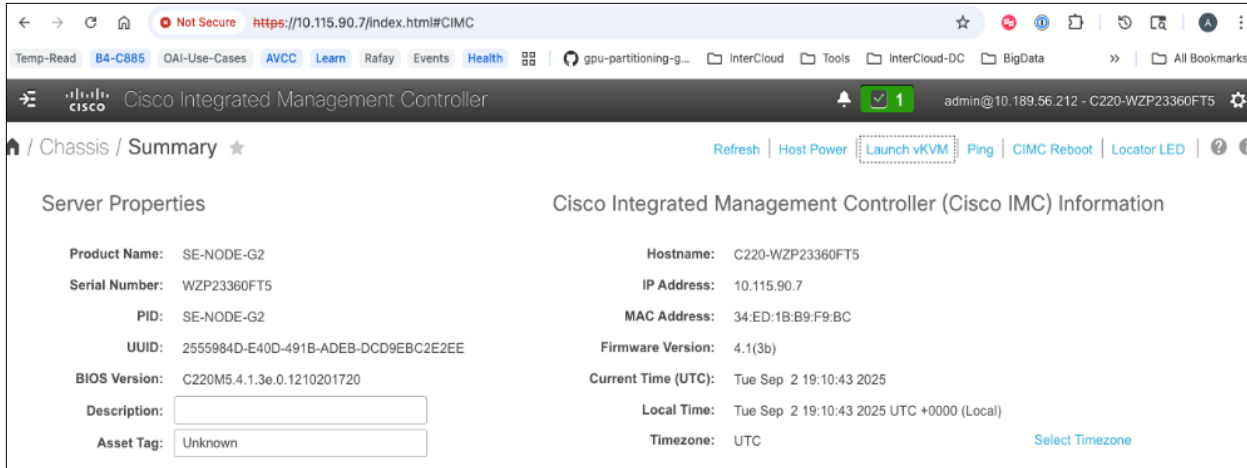 Not Secure https://10.115.90.7/index.html#CIMC A
Temp-Read B4-C885 OAI-Use-Cases AVCC Learn Rafay Events Health gpu-partitioning-g... InterCloud Tools InterCloud-DC BigData » All Bookmarks
cisco Cisco Integrated Management Controller 1 admin@10.189.56.212 - C220-WZP23360FT5
/ Chassis / Summary Refresh | Host Power | Launch vKVM | Ping | CIMC Reboot | Locator LED | ?
Server Properties Cisco Integrated Management Controller (Cisco IMC) Information
Product Name: SE-NODE-G2 Hostname: C220-WZP23360FT5
Serial Number: WZP23360FT5 IP Address: 10.115.90.7
PID: SE-NODE-G2 MAC Address: 34:ED:1B:B9:F9:BC
UUID: 2555984D-E40D-491B-ADEB-DCD9EBC2E2EE Firmware Version: 4.1(3b)
BIOS Version: C220M5.4.1.3e.0.1210201720 Current Time (UTC): Tue Sep 2 19:10:43 2025
Description: Local Time: Tue Sep 2 19:10:43 2025 UTC +0000 (Local)
Asset Tag: Unknown Timezone: UTC Select Timezone